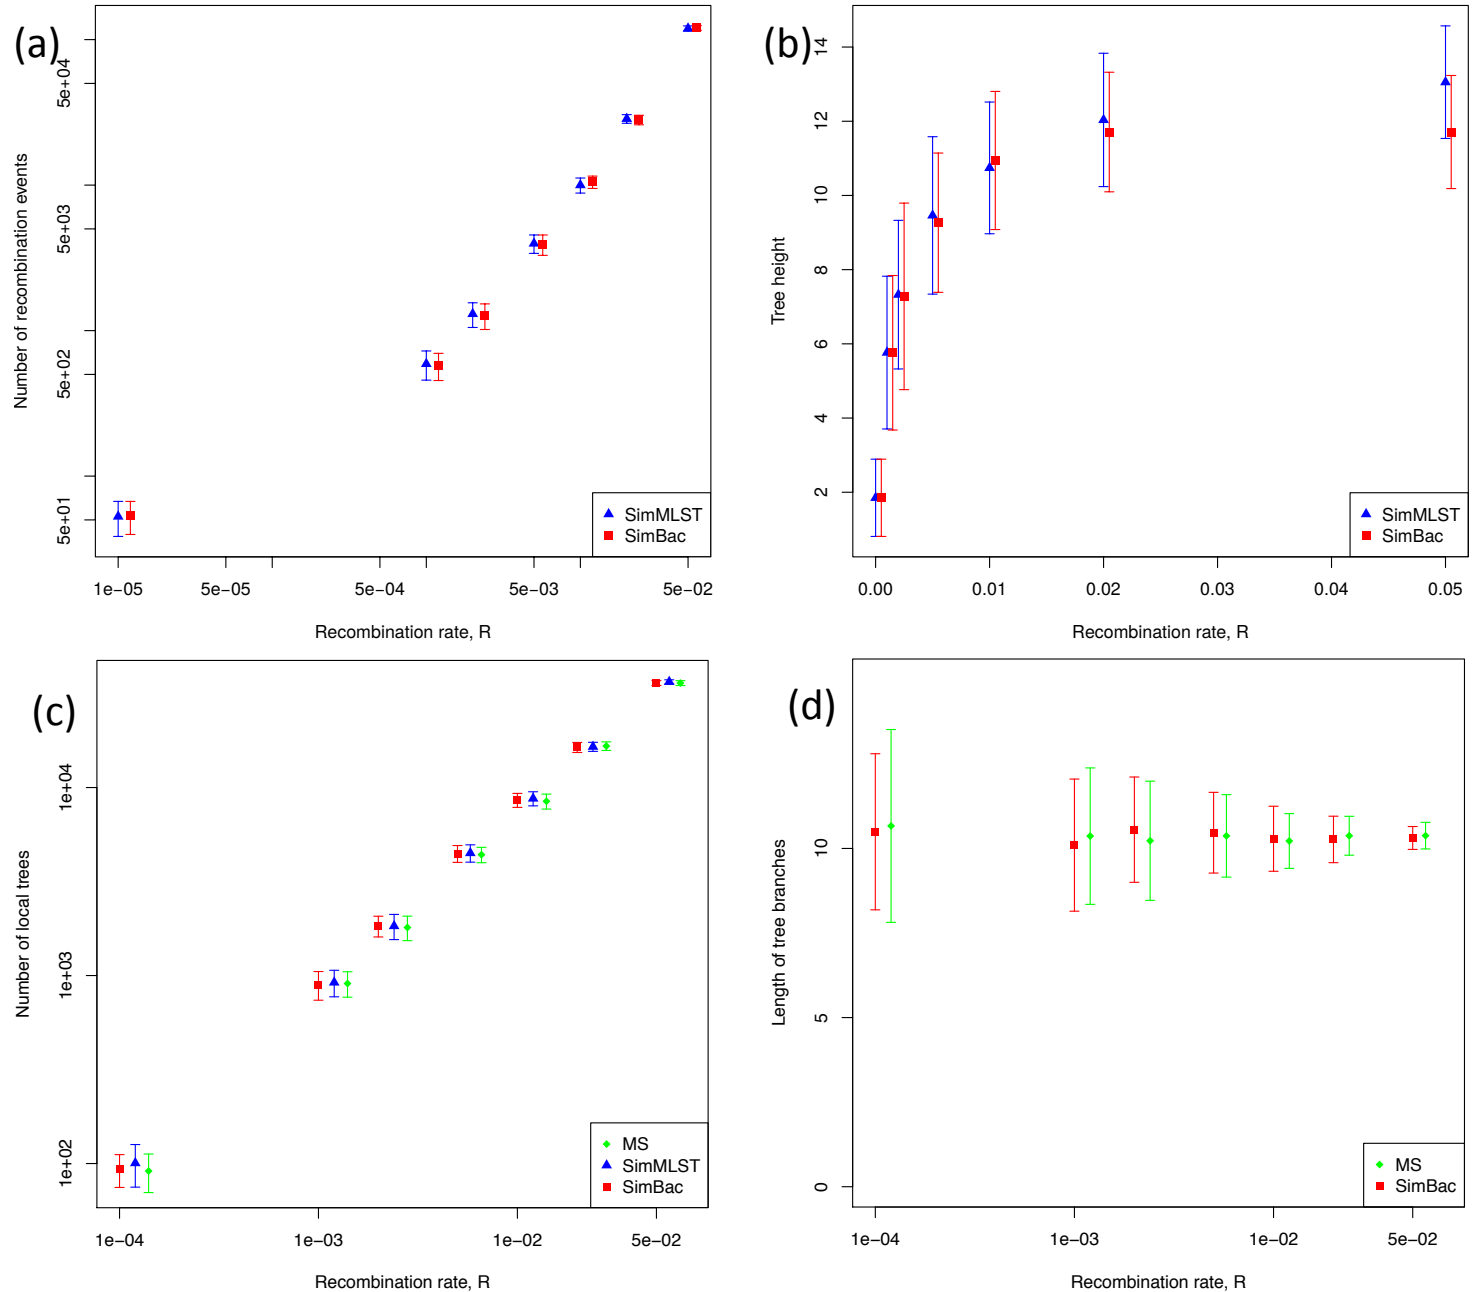 (a)
Number of recombination events
5e+04
5e+03
5e+02
5e+01
SimMLST
SimBac
1e−05 5e−05 5e−04 5e−03 5e−02
Recombination rate, R
(b)
Tree height
14
12
10
8
6
4
2
SimMLST
SimBac
0.00 0.01 0.02 0.03 0.04 0.05
Recombination rate, R
(c)
Number of local trees
1e+04
1e+03
1e+02
MS
SimMLST
SimBac
1e−04 1e−03 1e−02 5e−02
Recombination rate, R
(d)
Length of tree branches
10
5
0
MS
SimBac
1e−04 1e−03 1e−02 5e−02
Recombination rate, R